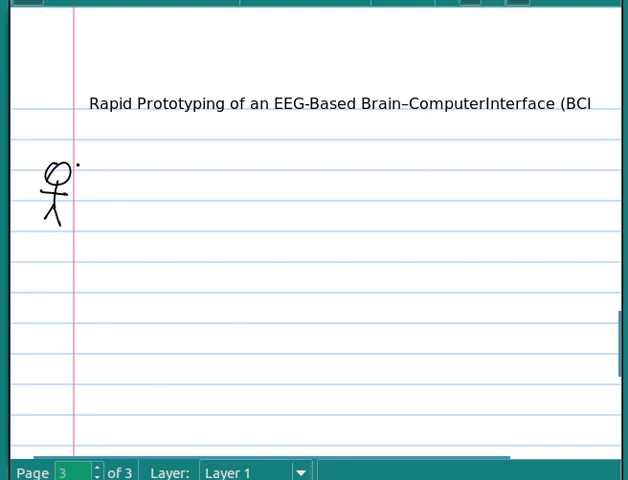 Rapid Prototyping of an EEG-Based Brain–ComputerInterface (BCI
Page 3 of 3 Layer: Layer 1